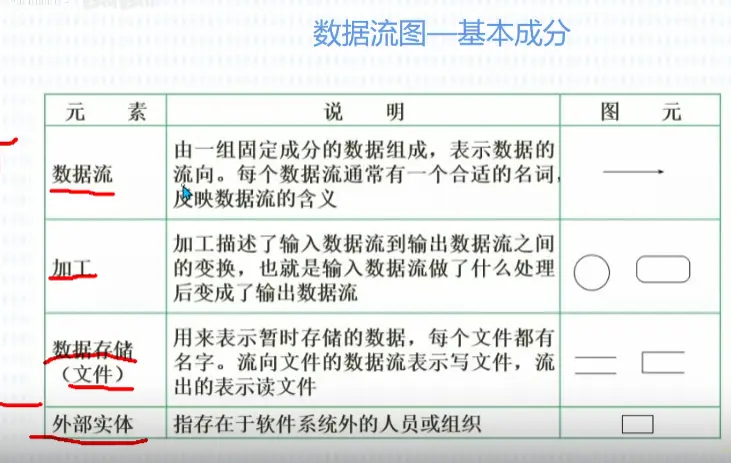 数据流图—基本成分
元 素 说 明 图 元
数据流
由一组固定成分的数据组成，表示数据的
流向。每个数据流通常有一个合适的名词，
反映数据流的含义
加工
加工描述了输入数据流到输出数据流之间
的变换，也就是输入数据流做了什么处理
后变成了输出数据流
数据存储
（文件）
用来表示暂时存储的数据，每个文件都有
名字。流向文件的数据流表示写文件，流
出的表示读文件
外部实体 指存在于软件系统外的人员或组织